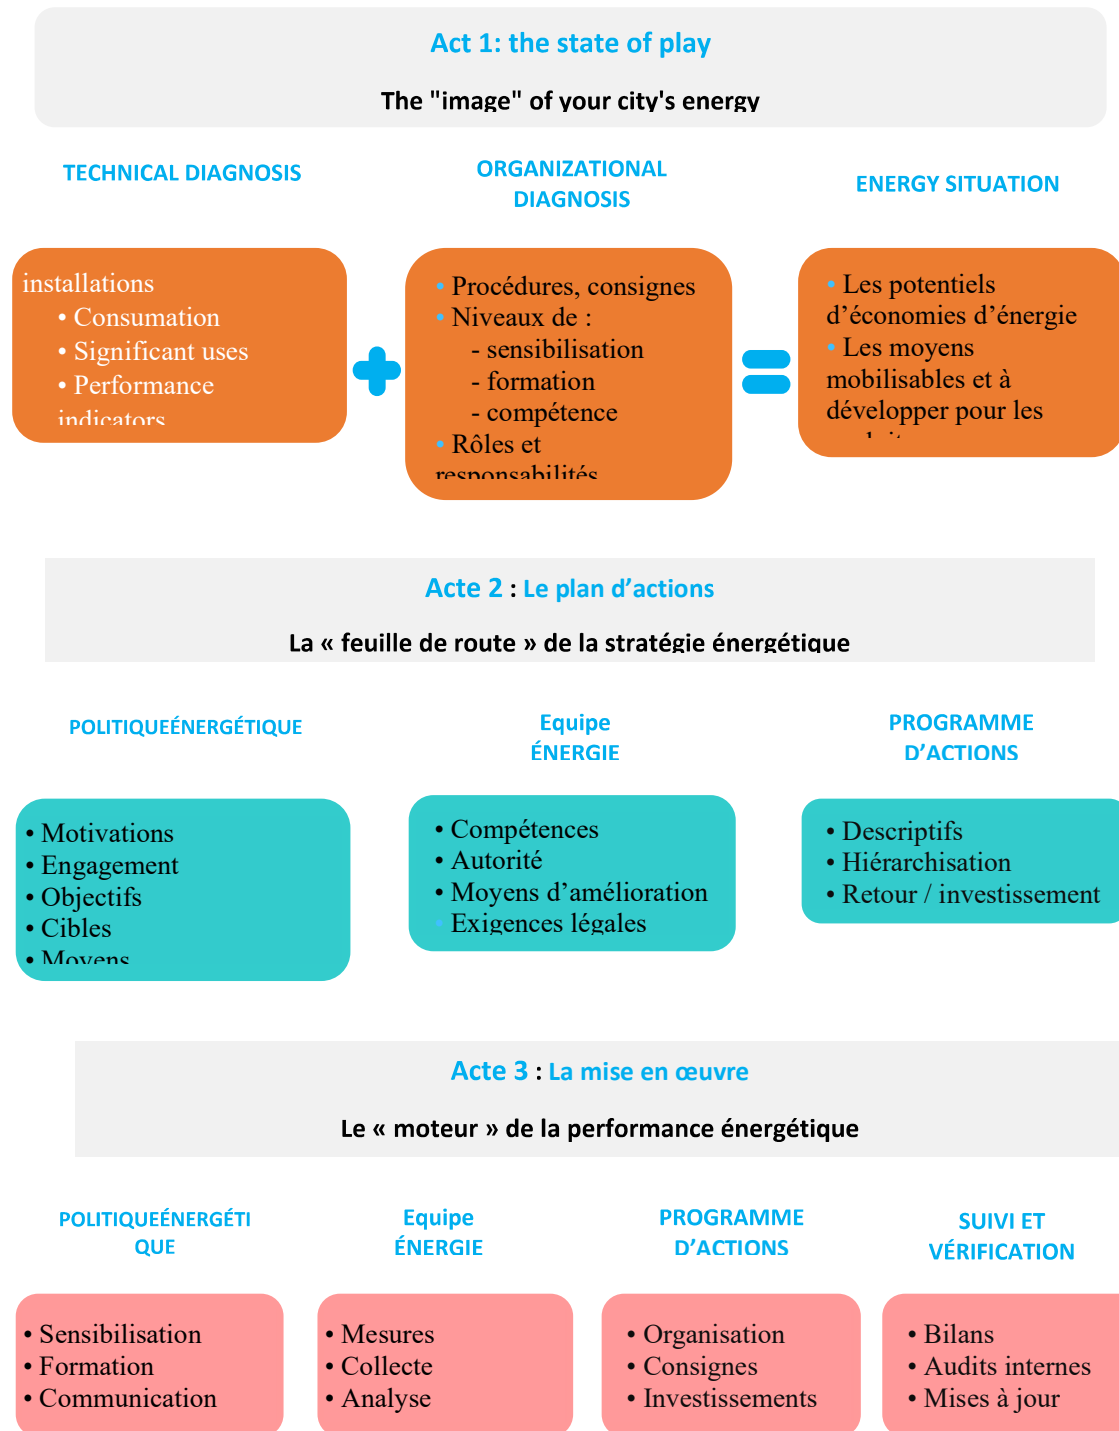 Act 1: the state of play
The "image" of your city's energy
TECHNICAL DIAGNOSIS
ORGANIZATIONAL
DIAGNOSIS
ENERGY SITUATION
installations
• Consumation
• Significant uses
• Performance
indicators
• Procédures, consignes
• Niveaux de :
- sensibilisation
- formation
- compétence
• Rôles et
responsabilités
• Les potentiels
d’économies d’énergie
• Les moyens
mobilisables et à
développer pour les
Acte 2 : Le plan d’actions
La « feuille de route » de la stratégie énergétique
POLITIQUEÉNERGÉTIQUE
Equipe
ÉNERGIE
PROGRAMME
D’ACTIONS
• Motivations
• Engagement
• Objectifs
• Cibles
• Moyens
• Compétences
• Autorité
• Moyens d’amélioration
• Exigences légales
• Descriptifs
• Hiérarchisation
• Retour / investissement
Acte 3 : La mise en œuvre
Le « moteur » de la performance énergétique
POLITIQUEÉNERGÉTI
QUE
Equipe
ÉNERGIE
PROGRAMME
D’ACTIONS
SUIVI ET
VÉRIFICATION
• Sensibilisation
• Formation
• Communication
• Mesures
• Collecte
• Analyse
• Organisation
• Consignes
• Investissements
• Bilans
• Audits internes
• Mises à jour